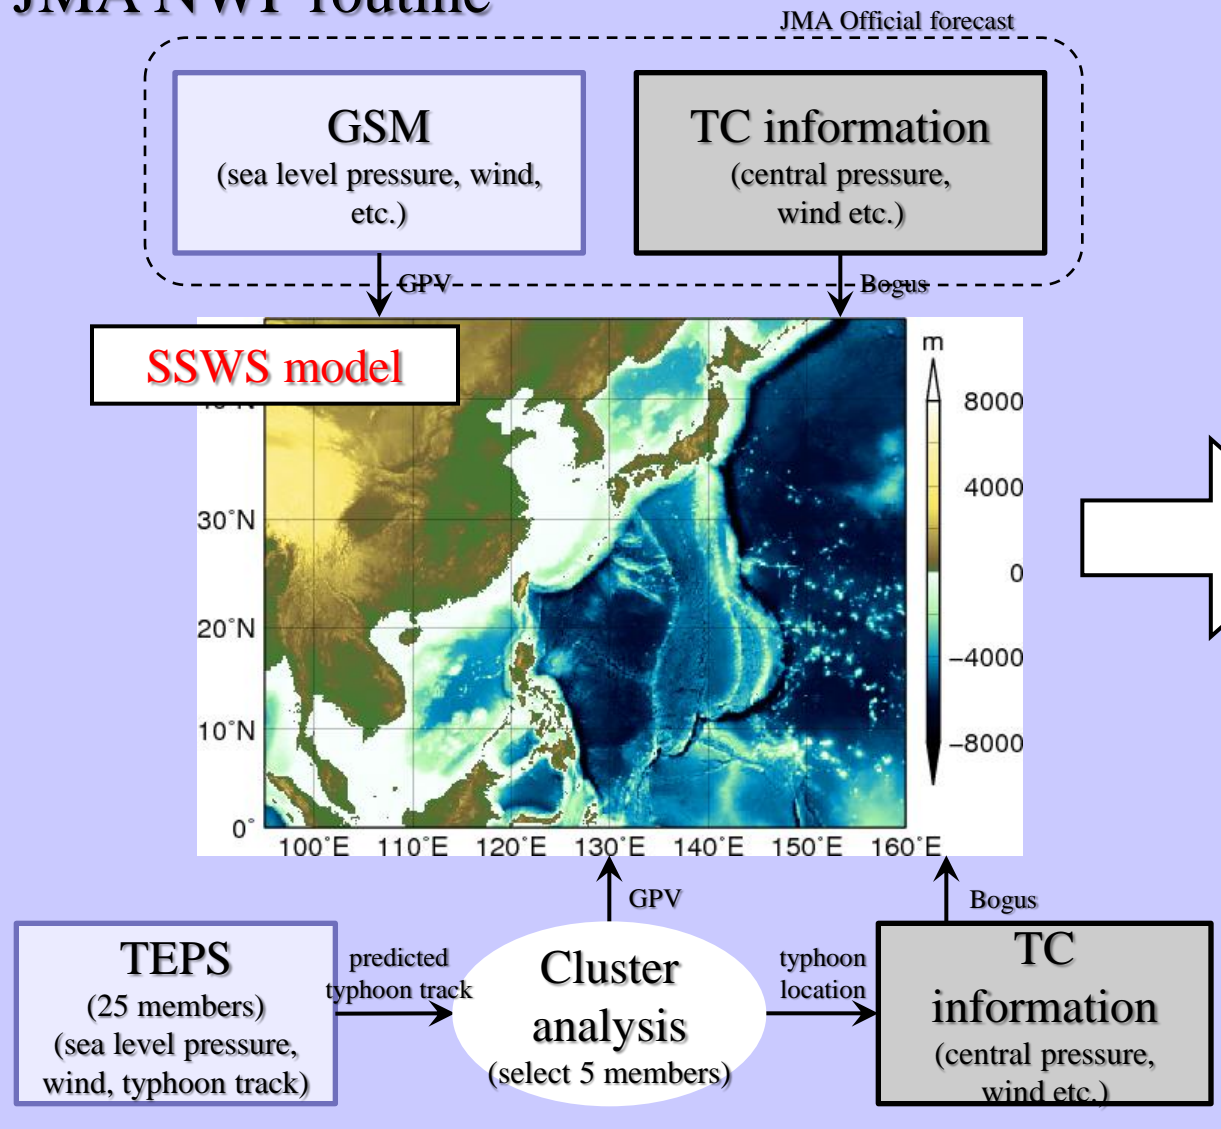 JMA NWP routine
JMA Official forecast
GSM
(sea level pressure, wind,
etc.)
TC information
(central pressure,
wind etc.)
GPV
Bogus
SSWS model
m
8000
4000
0
−4000
−8000
30°N
20°N
10°N
0°
100°E 110°E 120°E 130°E 140°E 150°E 160°E
GPV
Bogus
TEPS
(25 members)
(sea level pressure,
wind, typhoon track)
predicted
typhoon track
Cluster
analysis
(select 5 members)
typhoon
location
TC
information
(central pressure,
wind etc.)